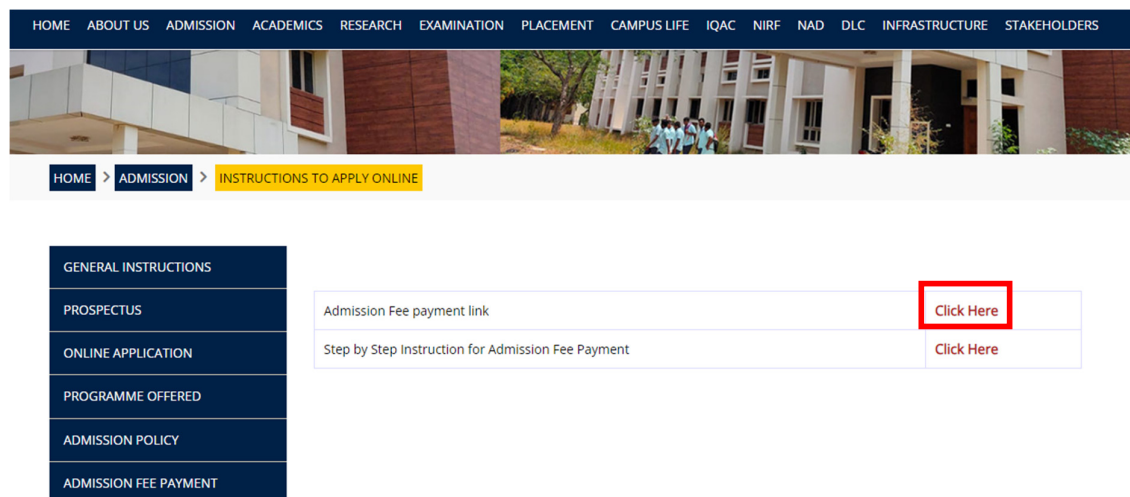 HOME ABOUT US ADMISSION ACADEMICS RESEARCH EXAMINATION PLACEMENT CAMPUS LIFE IQAC NIRF NAD DLC INFRASTRUCTURE STAKEHOLDERS
HOME > ADMISSION > INSTRUCTIONS TO APPLY ONLINE
GENERAL INSTRUCTIONS
PROSPECTUS
ONLINE APPLICATION
PROGRAMME OFFERED
ADMISSION POLICY
ADMISSION FEE PAYMENT
Admission Fee payment link Click Here
Step by Step Instruction for Admission Fee Payment Click Here